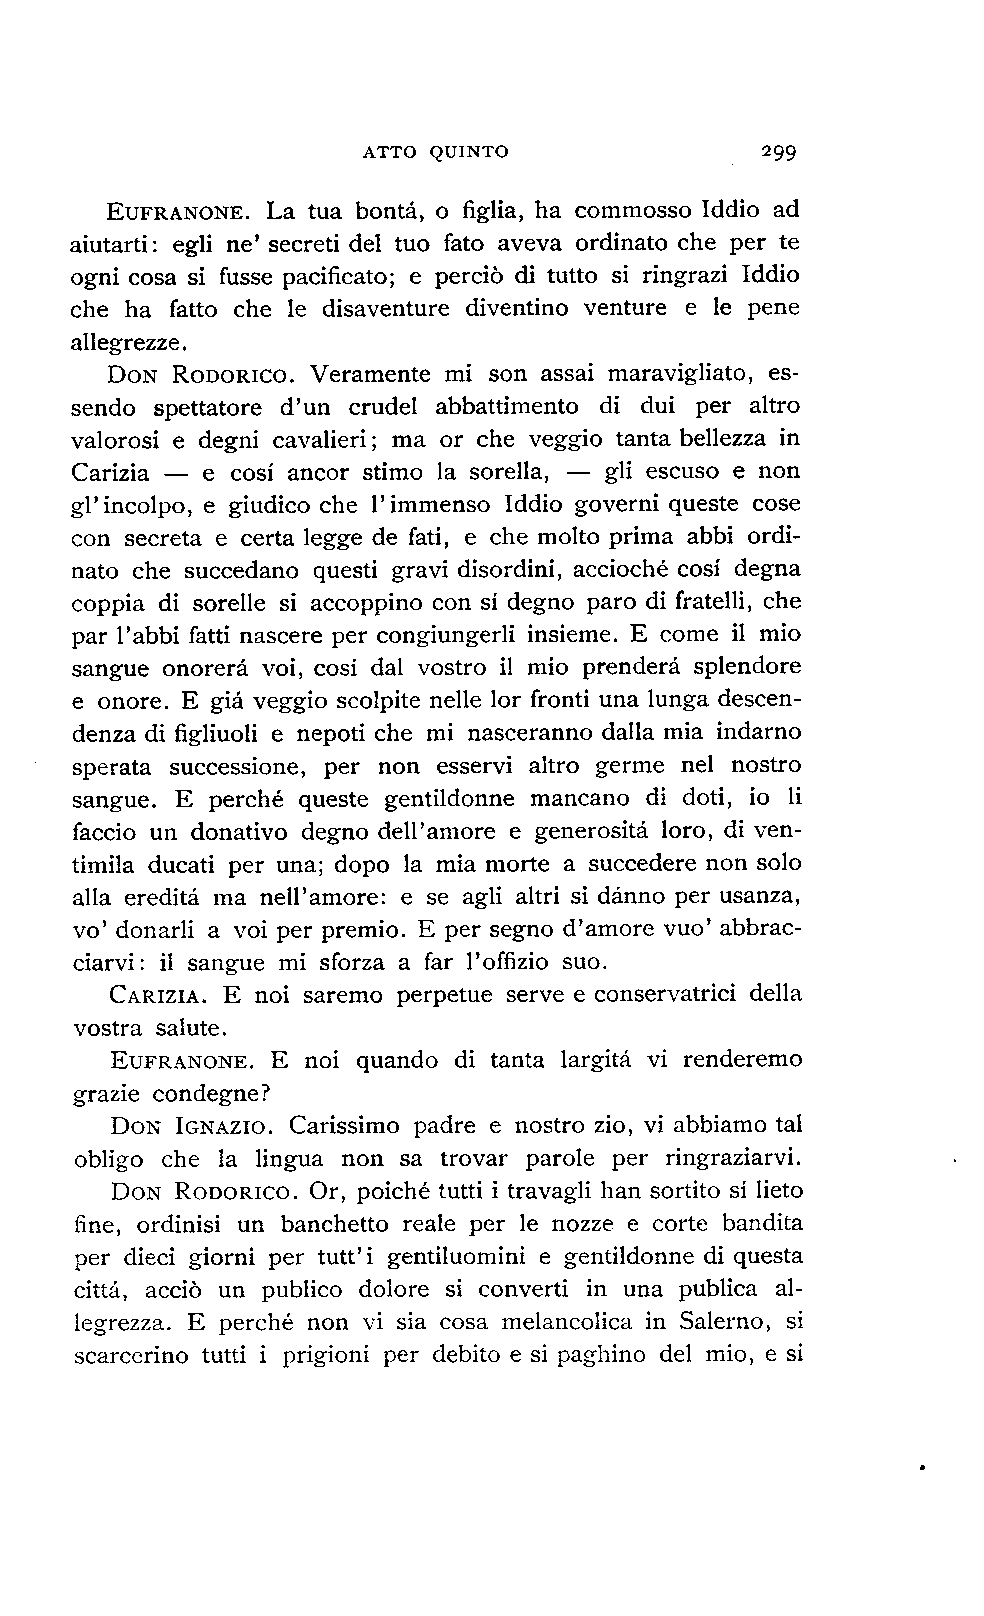 ATTO QUINTO 299
EUFRANONE. La tua bontá, o figlia, ha commosso Iddio ad
aiutarti: egli ne' secreti del tuo fato aveva ordinato che per te
ogni cosa si fusse pacificato; e perciò di tutto si ringrazi Iddio
che ha fatto che le disaventure diventino venture e le pene
allegrezze.
DON RODORICO. Veramente mi son assai maravigliato, es-
sendo spettatore d'un crudel abbattimento di dui per altro
valorosi e degni cavalieri; ma or che veggio tanta bellezza in
Carizia — e cosí ancor stimo la sorella, — gli escuso e non
gl'incolpo, e giudico che l'immenso Iddio governi queste cose
con secreta e certa legge de fati, e che molto prima abbi ordi-
nato che succedano questi gravi disordini, accioché cosí degna
coppia di sorelle si accoppino con sí degno paro di fratelli, che
par l'abbi fatti nascere per congiungerli insieme. E come il mio
sangue onorerá voi, cosí dal vostro il mio prenderá splendore
e onore. E giá veggio scolpite nelle lor fronti una lunga descen-
denza di figliuoli e nepoti che mi nasceranno dalla mia indarno
sperata successione, per non esservi altro germe nel nostro
sangue. E perché queste gentildonne mancano di doti, io li
faccio un donativo degno dell'amore e generositá loro, di ven-
timila ducati per una; dopo la mia morte a succedere non solo
alla ereditá ma nell'amore: e se agli altri si dánno per usanza,
vo' donarli a voi per premio. E per segno d'amore vuo' abbrac-
ciarvi: il sangue mi sforza a far l'offizio suo.
CARIZIA. E noi saremo perpetue serve e conservatrici della
vostra salute.
EUFRANONE. E noi quando di tanta largitá vi renderemo
grazie condegne?
DON IGNAZIO. Carissimo padre e nostro zio, vi abbiamo tal
obligo che la lingua non sa trovar parole per ringraziarvi.
DON RODORICO. Or, poiché tutti i travagli han sortito sí lieto
fine, ordinisi un banchetto reale per le nozze e corte bandita
per dieci giorni per tutt'i gentiluomini e gentildonne di questa
cittá, acciò un publico dolore si converti in una publica al-
legrezza. E perché non vi sia cosa melancolica in Salerno, si
scarcerino tutti i prigioni per debito e si paghino del mio, e si